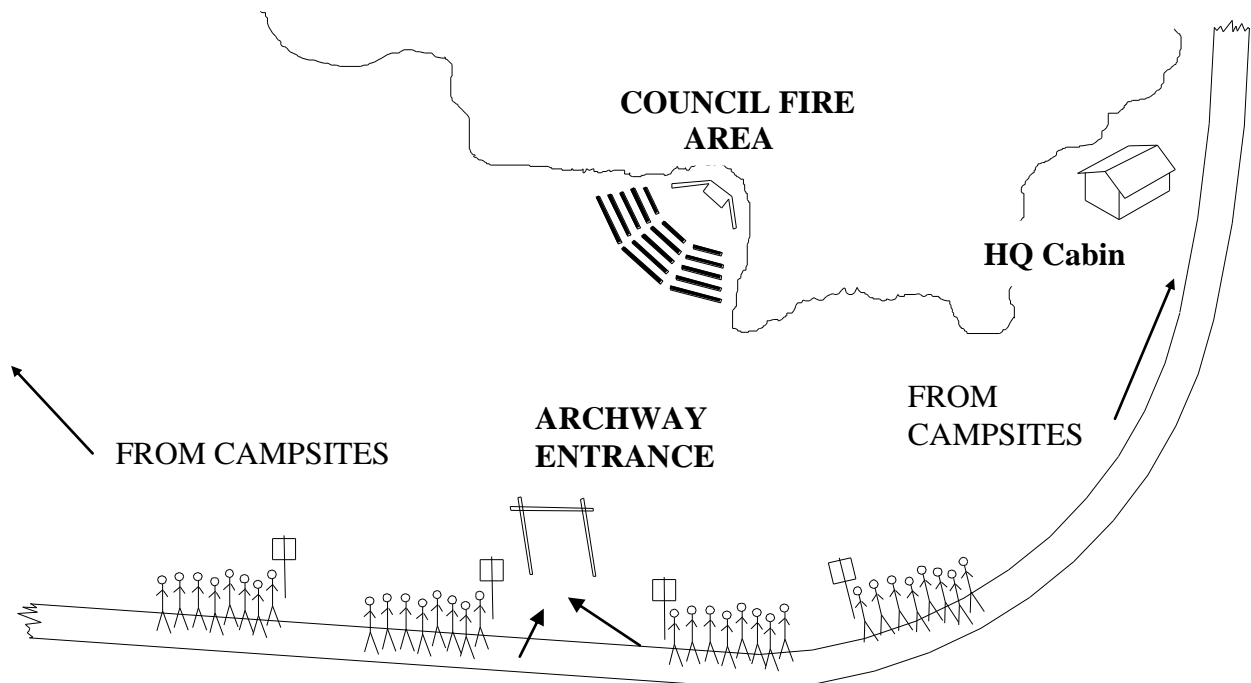 COUNCIL FIRE
AREA
HQ Cabin
FROM
CAMPSITES
ARCHWAY
ENTRANCE
FROM CAMPSITES